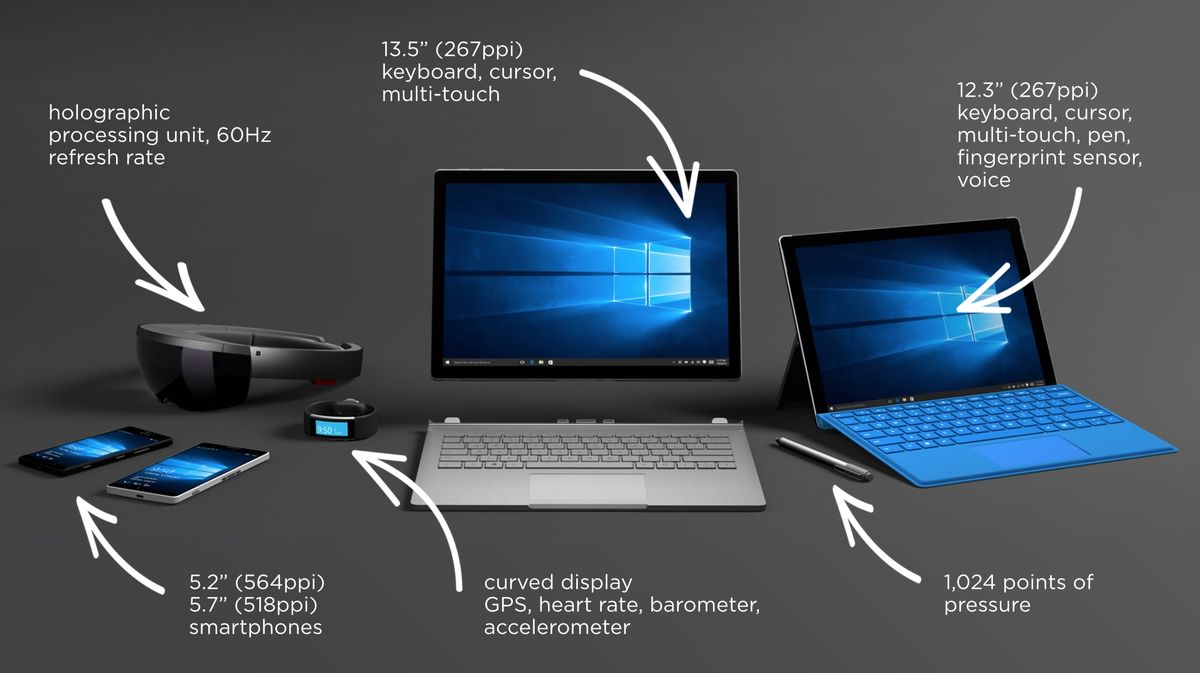 13.5” (267ppi)
keyboard, cursor,
multi-touch
12.3” (267ppi)
keyboard, cursor,
multi-touch, pen,
fingerprint sensor,
voice
holographic
processing unit, 60Hz
refresh rate
9:50
5.2” (564ppi)
5.7” (518ppi)
smartphones
curved display
GPS, heart rate, barometer,
accelerometer
1,024 points of
pressure